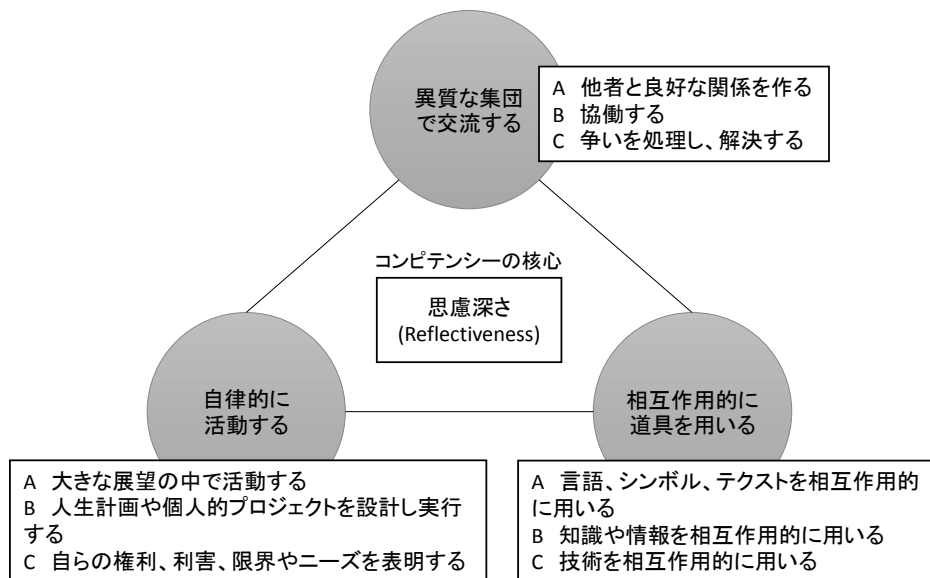 異質な集団
で交流する
A 他者と良好な関係を作る
B 協働する
C 争いを処理し、解決する
コンピテンシーの核心
思慮深さ
(Reflectiveness)
自律的に
活動する
A 大きな展望の中で活動する
B 人生計画や個人的プロジェクトを設計し実行
する
C 自らの権利、利害、限界やニーズを表明する
相互作用的に
道具を用いる
A 言語、シンボル、テクストを相互作用的
に用いる
B 知識や情報を相互作用的に用いる
C 技術を相互作用的に用いる